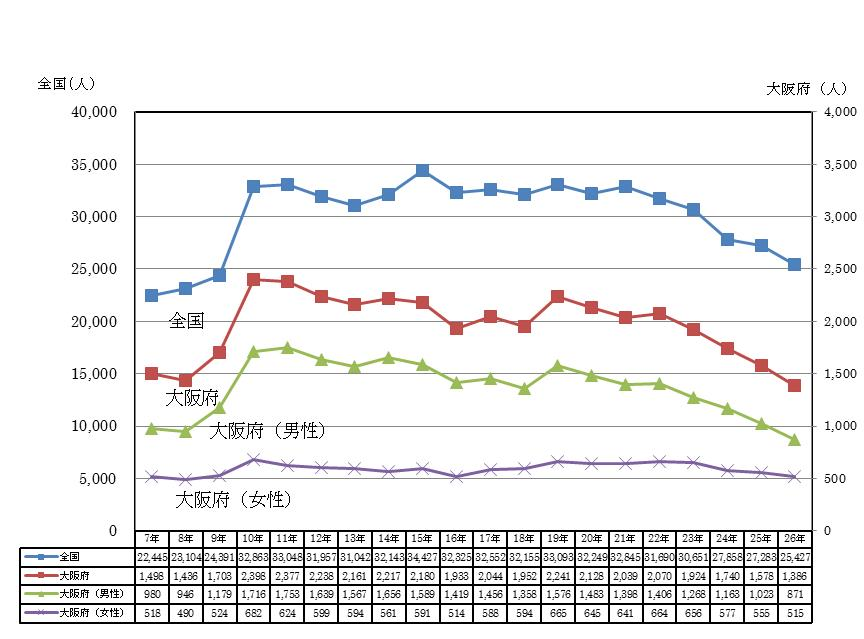 全国(人)
大阪府（人）
40,000
4,000
35,000
3,500
30,000
3,000
25,000
2,500
20,000
2,000
15,000
1,500
10,000
1,000
5,000
500
0
0
全国
大阪府
大阪府（男性）
大阪府（女性）
7年 8年 9年 10年 11年 12年 13年 14年 15年 16年 17年 18年 19年 20年 21年 22年 23年 24年 25年 26年
全国 22,445 23,104 24,391 32,863 33,048 31,957 31,042 32,143 34,427 32,325 32,552 32,155 33,093 32,249 32,845 31,690 30,651 27,858 27,283 25,427
大阪府 1,498 1,436 1,703 2,398 2,377 2,238 2,161 2,217 2,180 1,933 2,044 1,952 2,241 2,128 2,039 2,070 1,924 1,740 1,578 1,386
大阪府（男性） 980 946 1,179 1,716 1,753 1,639 1,567 1,656 1,589 1,419 1,456 1,358 1,576 1,483 1,398 1,406 1,268 1,163 1,023 871
大阪府（女性） 518 490 524 682 624 599 594 561 591 514 588 594 665 645 641 664 656 577 555 515